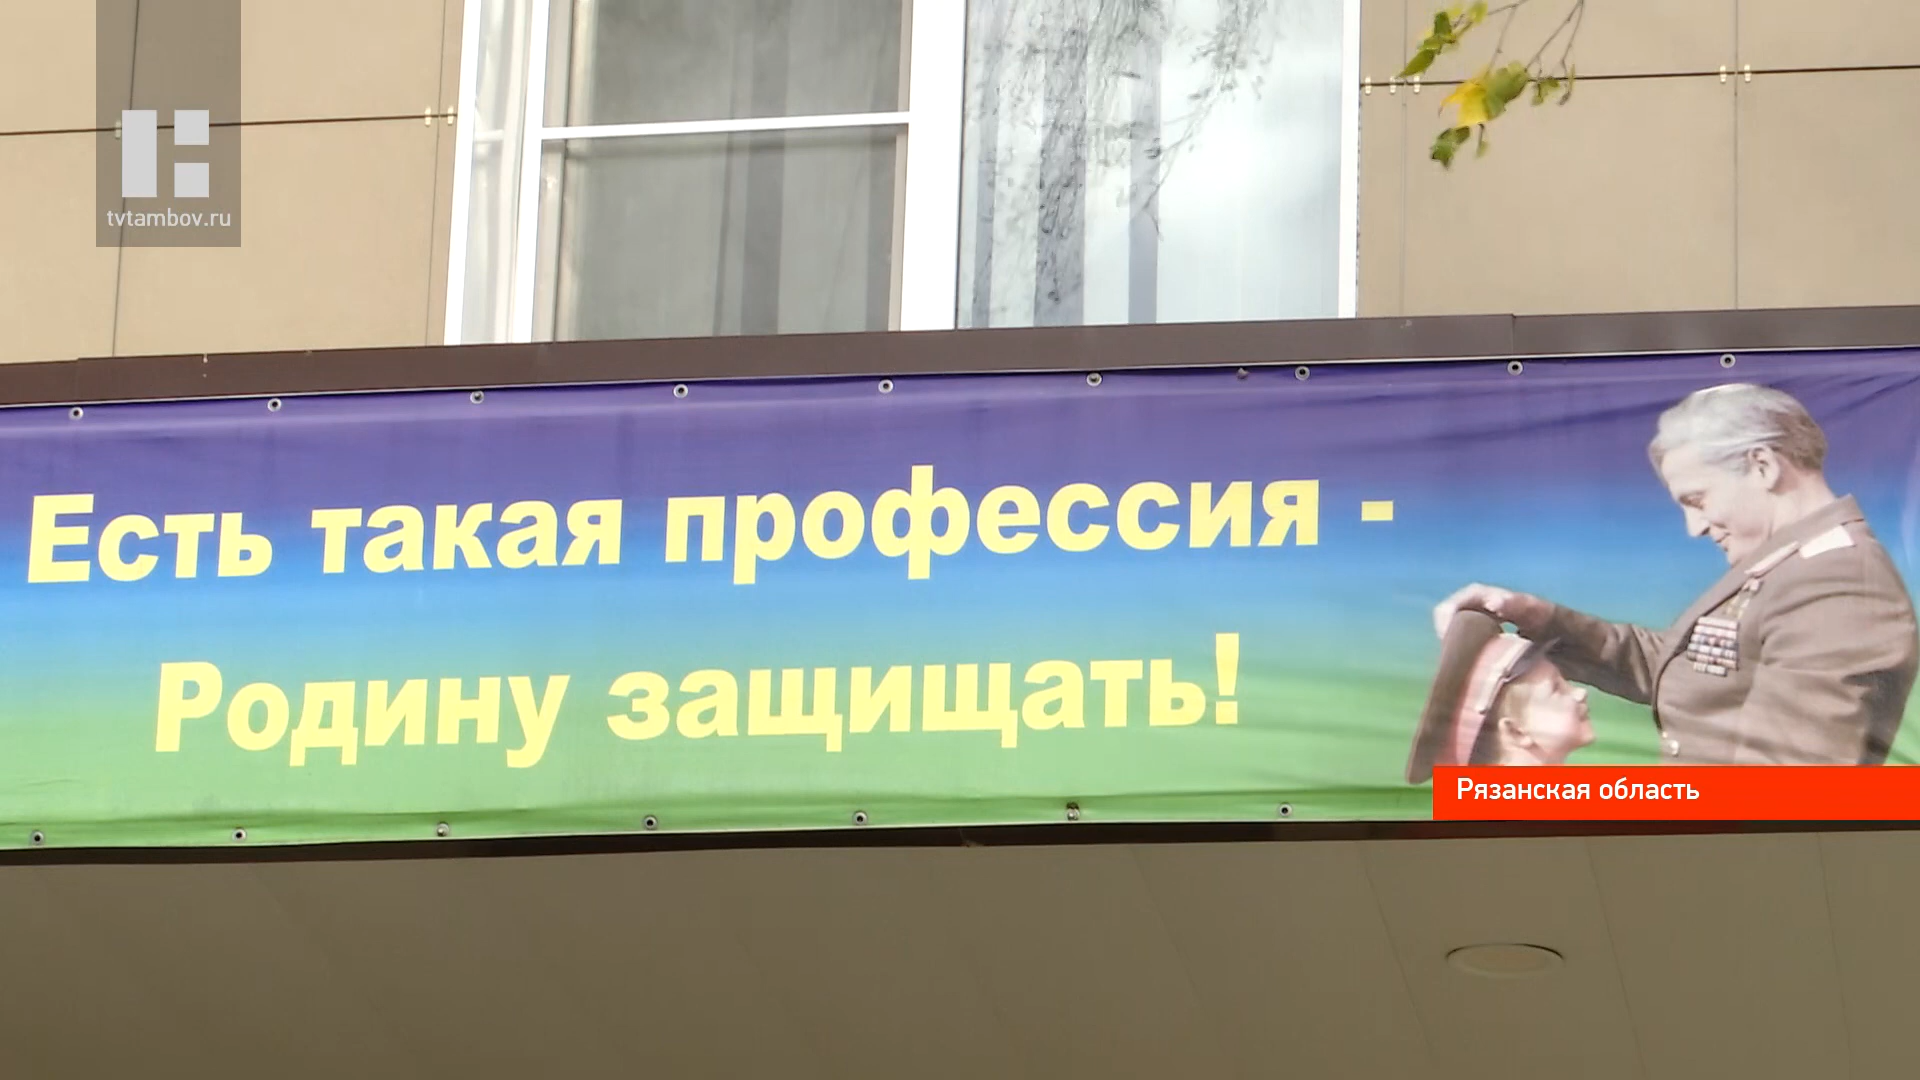 tvtambov.ru
Есть такая профессия -
Родину защищать!
Рязанская область